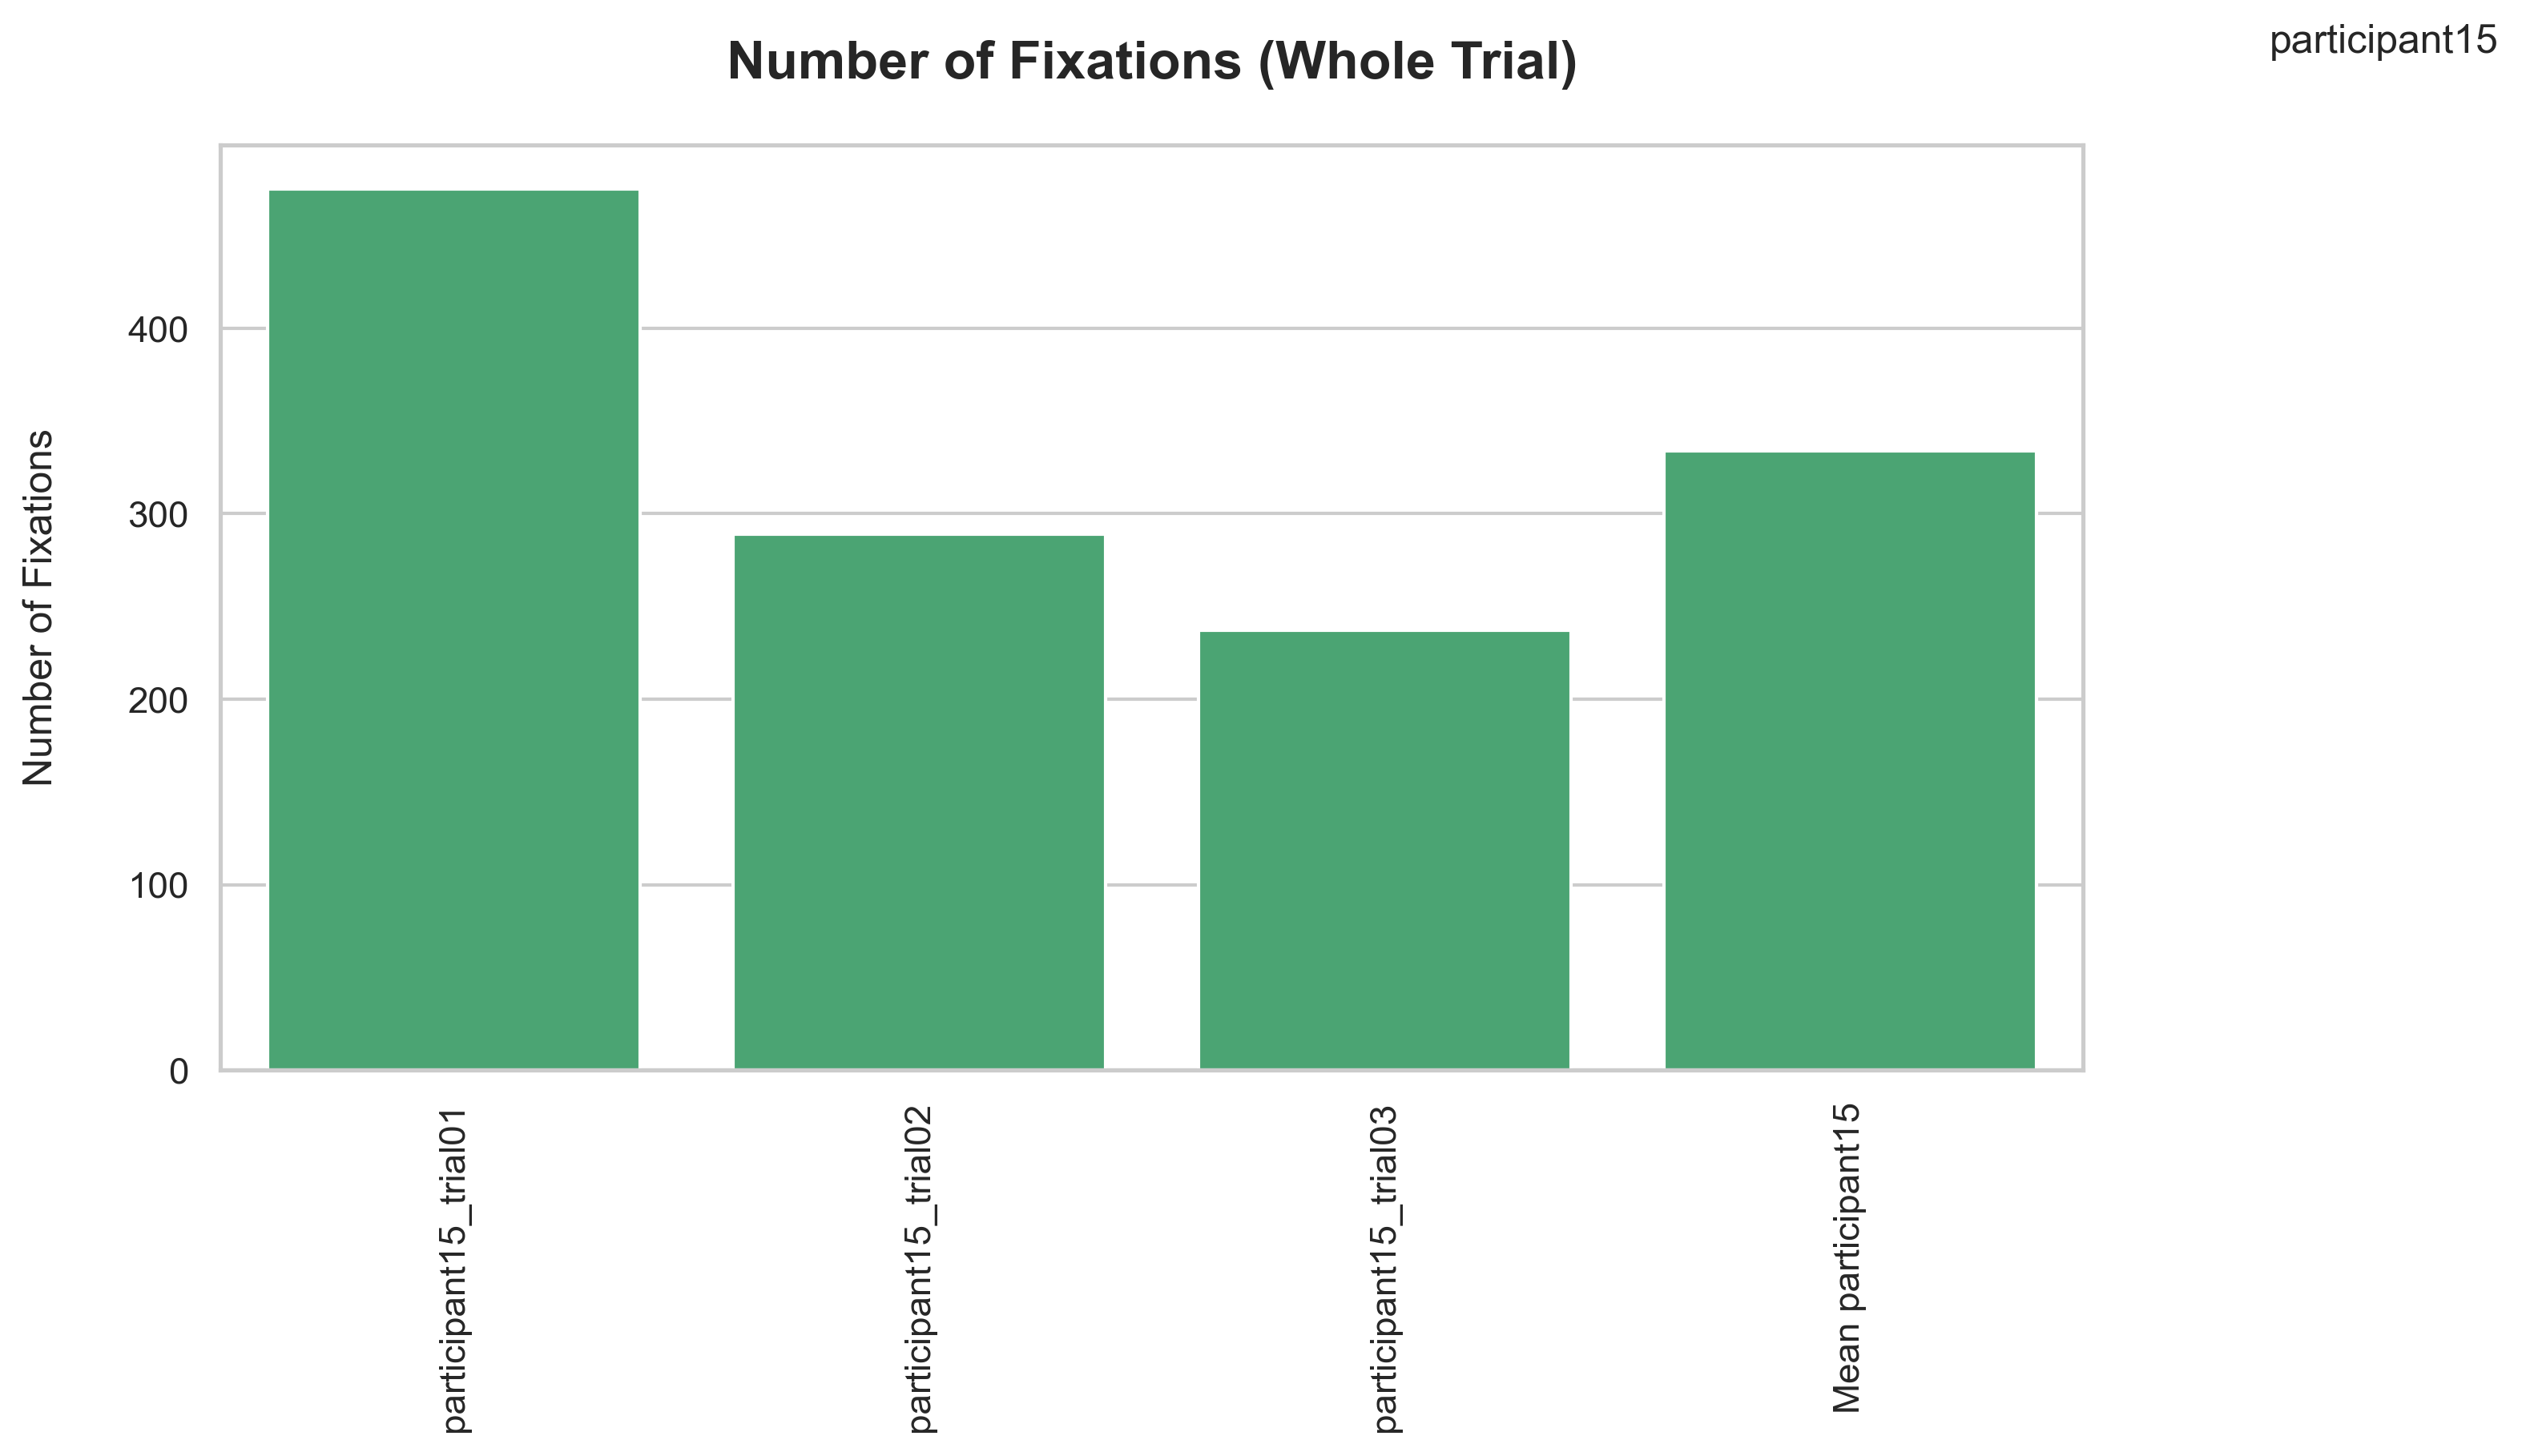 participant15
Number of Fixations (Whole Trial)
Number of Fixations
400
300
200
100
0
participant15_trial01
participant15_trial02
participant15_trial03
Mean participant15